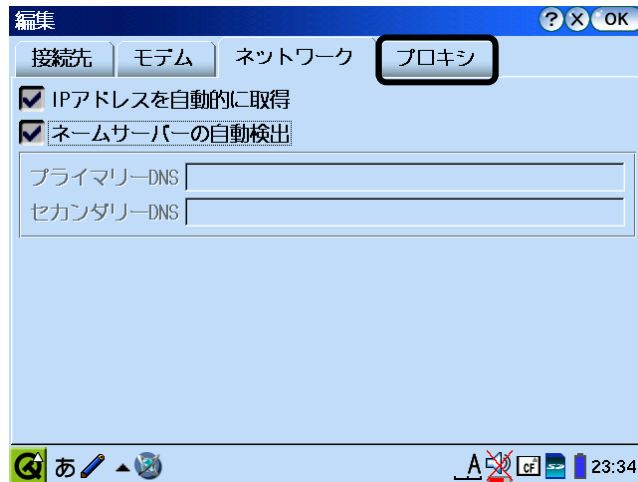 編集 ? X OK
接続先 モデム ネットワーク プロキシ
IPアドレスを自動的に取得
ネームサーバーの自動検出
プライマリーDNS
セカンダリーDNS
あ A CF 23:34